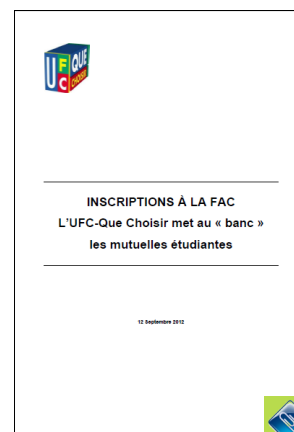 UFC QUE CHOISIR
INSCRIPTIONS À LA FAC
L'UFC-Que Choisir met au « banc »
les mutuelles étudiantes
12 Septembre 2012